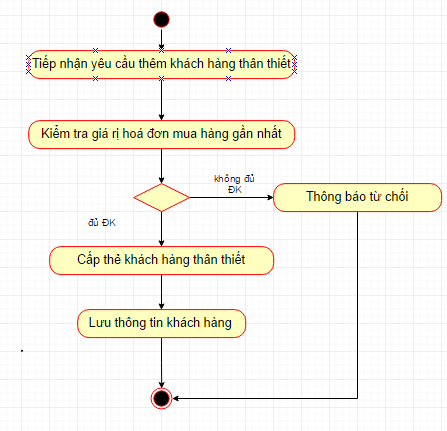 Tiếp nhận yêu cầu thêm khách hàng thân thiết
Kiểm tra giá rị hoá đơn mua hàng gần nhất
không đủ
ĐK
Thông báo từ chối
đủ ĐK
Cấp thẻ khách hàng thân thiết
Lưu thông tin khách hàng